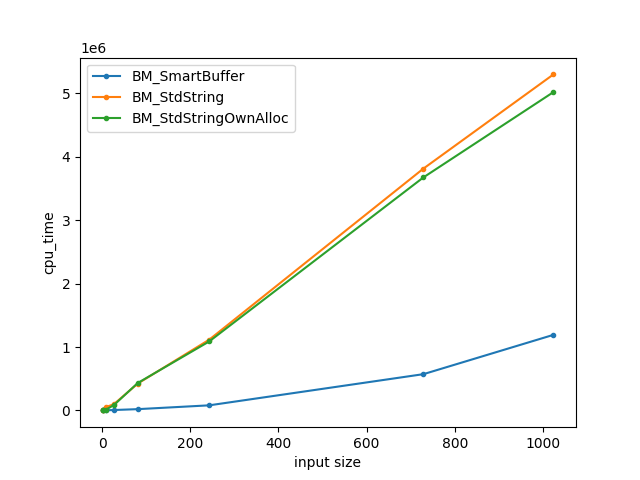 1e6
BM_SmartBuffer
BM_StdString
BM_StdStringOwnAlloc
5
4
3
2
1
0
cpu_time
0 200 400 600 800 1000
input size